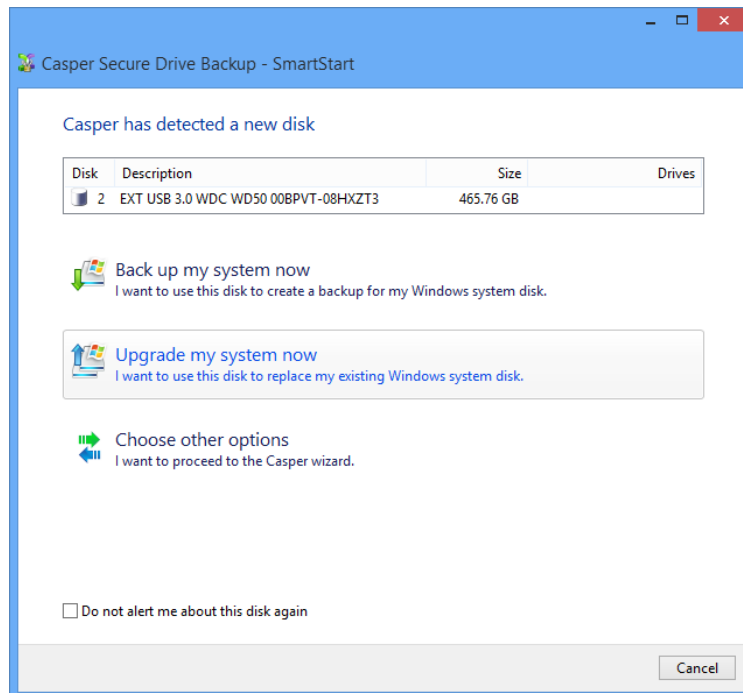 Casper Secure Drive Backup - SmartStart
Casper has detected a new disk
Disk Description Size Drives
2 EXT USB 3.0 WDC WD50 00BPVT-08HXZT3 465.76 GB
Back up my system now
I want to use this disk to create a backup for my Windows system disk.
Upgrade my system now
I want to use this disk to replace my existing Windows system disk.
Choose other options
I want to proceed to the Casper wizard.
Do not alert me about this disk again
Cancel